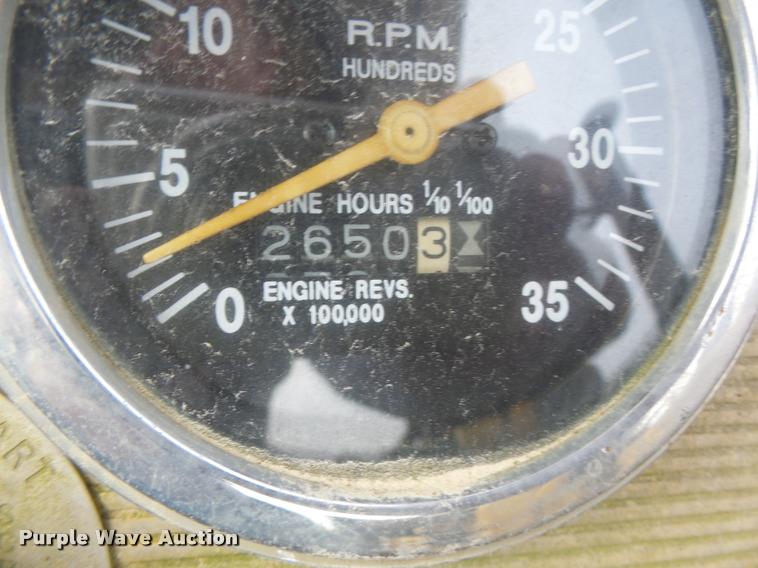 10 R.P.M. 25
HUNDREDS
5 30
ENGINE HOURS 1/10 1/100
26503
0 ENGINE REVS. 35
X 100,000
ART
Purple Wave Auction